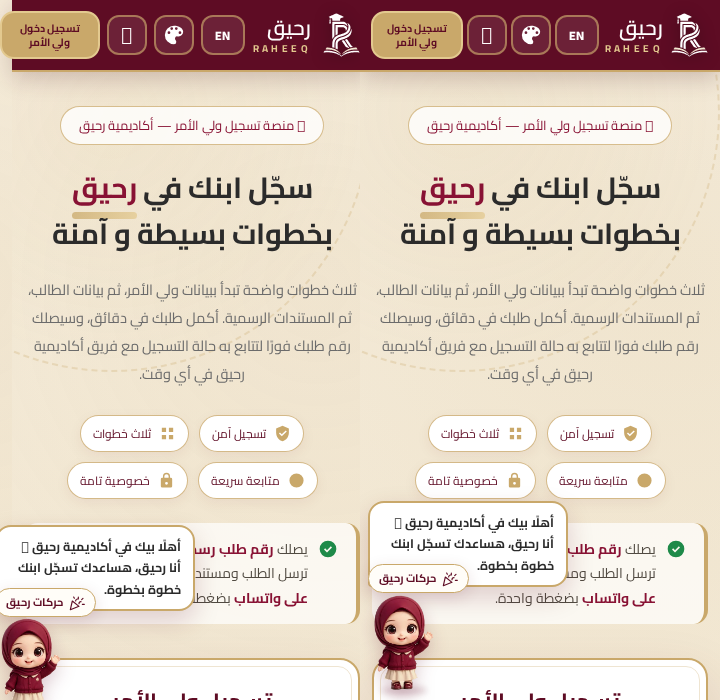 رحيق
RAHEEQ
EN
تسجيل دخول
ولي الأمر
منصة تسجيل ولي الأمر — أكاديمية رحيق
سجّل ابنك في رحيق
بخطوات بسيطة و آمنة
ثلاث خطوات واضحة تبدأ ببيانات ولي الأمر، ثم بيانات الطالب،
ثم المستندات الرسمية. أكمل طلبك في دقائق، وسيصلك
رقم طلبك فورًا لتتابع به حالة التسجيل مع فريق أكاديمية
رحيق في أي وقت.
تسجيل آمن
ثلاث خطوات
متابعة سريعة
خصوصية تامة
يصلك رقم طلب
ترسل الطلب
على واتساب بضغطة واحدة.
أهلًا بيك في أكاديمية رحيق
أنا رحيق، هساعدك تسجّل ابنك
خطوة بخطوة.
حركات رحيق
تسجيل ولي الأمر
رحيق
RAHEEQ
EN
تسجيل دخول
ولي الأمر
منصة تسجيل ولي الأمر — أكاديمية رحيق
سجّل ابنك في رحيق
بخطوات بسيطة و آمنة
ثلاث خطوات واضحة تبدأ ببيانات ولي الأمر، ثم بيانات الطالب،
ثم المستندات الرسمية. أكمل طلبك في دقائق، وسيصلك
رقم طلبك فورًا لتتابع به حالة التسجيل مع فريق أكاديمية
رحيق في أي وقت.
تسجيل آمن
ثلاث خطوات
متابعة سريعة
خصوصية تامة
يصلك رقم طلب
ترسل الطلب
على واتساب
أهلًا بيك في أكاديمية رحيق
أنا رحيق، هساعدك تسجّل ابنك
خطوة بخطوة.
حركات رحيق
تسجيل ولي الأمر